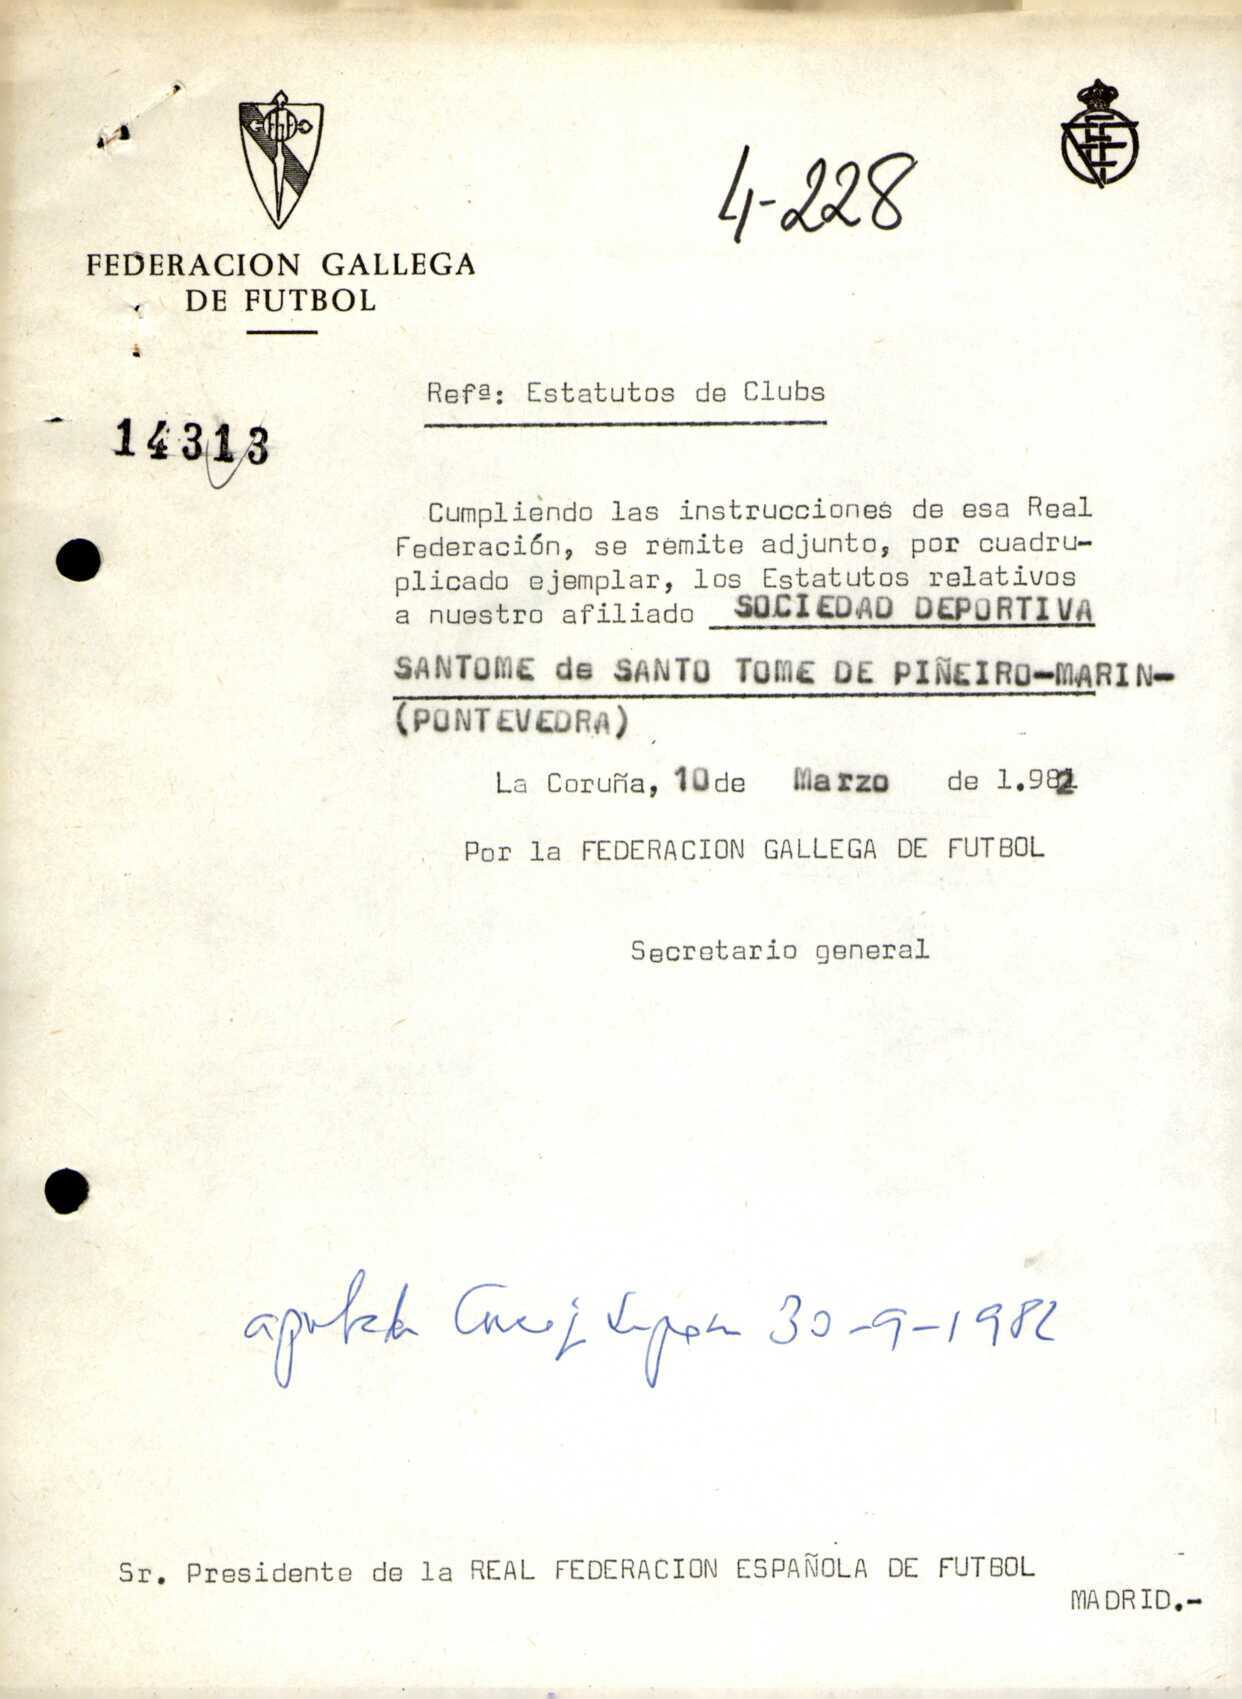 FEDERACION GALLEGA
DE FUTBOL
4-228
14313
Refª: Estatutos de Clubs
Cumpliendo las instrucciones de esa Real
Federación, se remite adjunto, por cuadru-
plicado ejemplar, los Estatutos relativos
a nuestro afiliado SOCIEDAD DEPORTIVA
SANTOME de SANTO TOME DE PIÑEIRO-MARIN-
(PONTEVEDRA)
La Coruña, 10 de Marzo de 1.982
Por la FEDERACION GALLEGA DE FUTBOL
Secretario general
30-9-1982
Sr. Presidente de la REAL FEDERACION ESPAÑOLA DE FUTBOL
MADRID.-